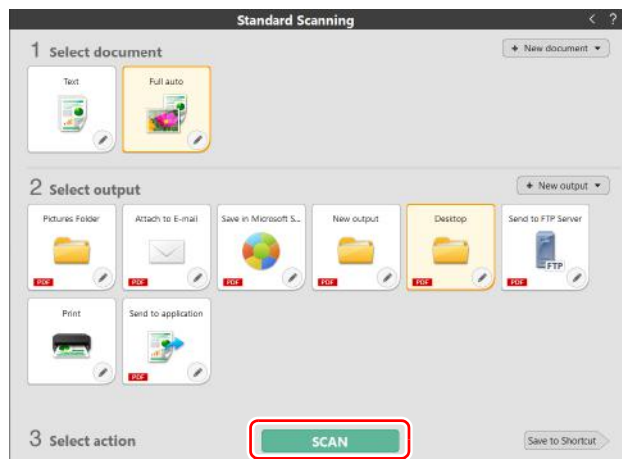 Standard Scanning < ?
1 Select document + New document
Text Full auto
2 Select output + New output
Pictures Folder Attach to E-mail Save in Microsoft S... New output Desktop Send to FTP Server
PDF PDF PDF PDF PDF FTP PDF
Print Send to application
PDF
3 Select action SCAN Save to Shortcut